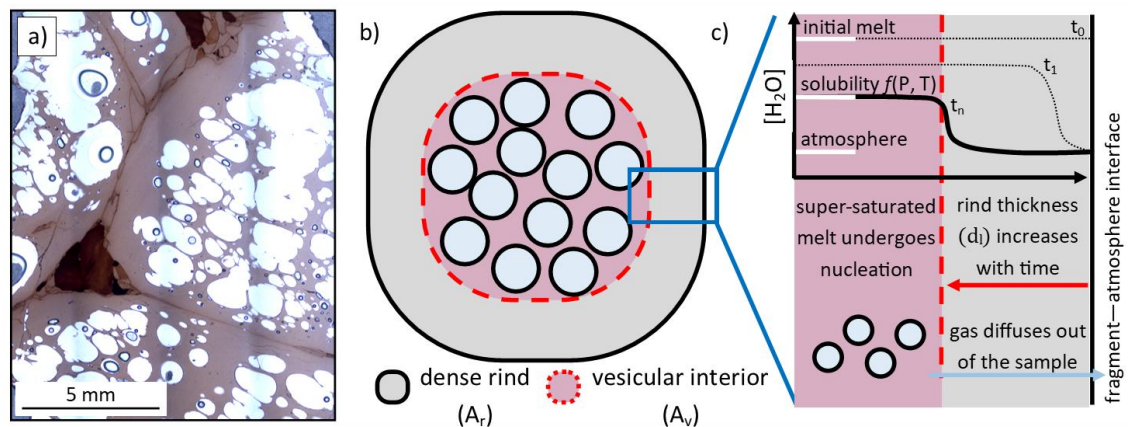 a)
5 mm
b)
dense rind
(Aᵣ)
vesicular interior
(Aᵥ)
c)
[H₂O]
initial melt
t₀
t₁
solubility f(P, T)
tₙ
atmosphere
super-saturated
melt undergoes
nucleation
rind thickness
(dₗ) increases
with time
gas diffuses out
of the sample
fragment—atmosphere interface